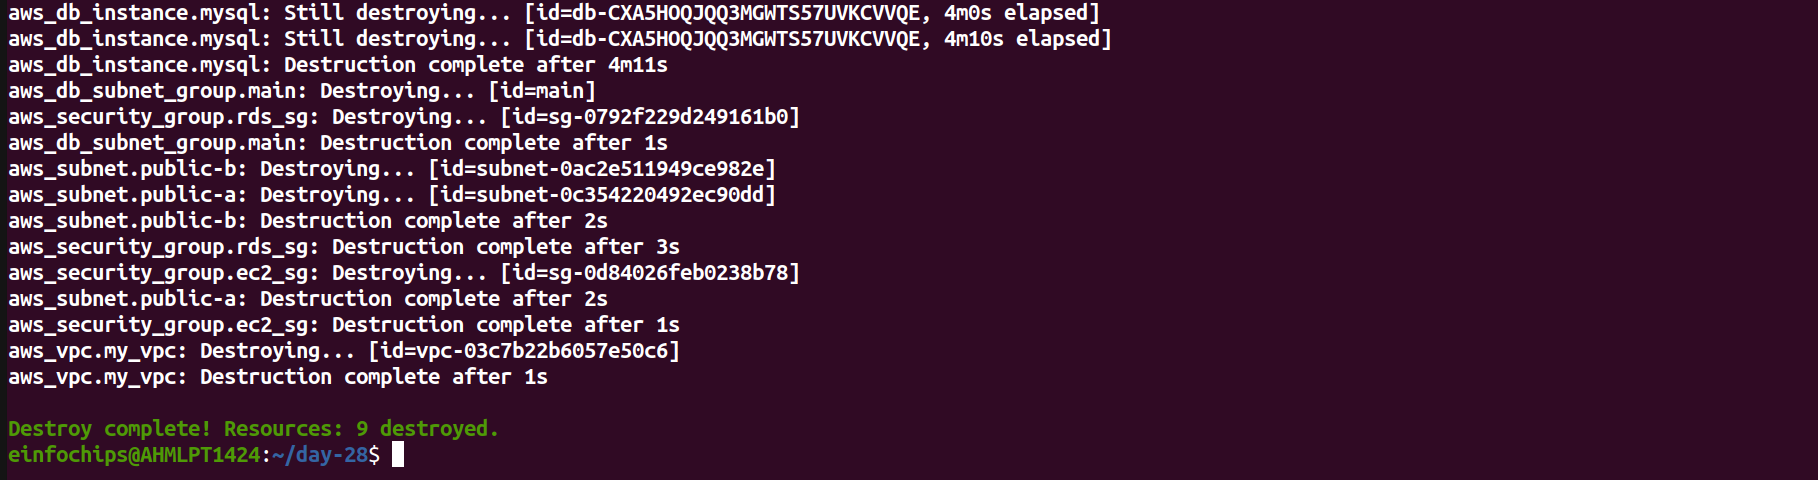 aws_db_instance.mysql: Still destroying... [id=db-CXA5HOQJQQ3MGWTS57UVKCVVQE, 4m0s elapsed]
aws_db_instance.mysql: Still destroying... [id=db-CXA5HOQJQQ3MGWTS57UVKCVVQE, 4m10s elapsed]
aws_db_instance.mysql: Destruction complete after 4m11s
aws_db_subnet_group.main: Destroying... [id=main]
aws_security_group.rds_sg: Destroying... [id=sg-0792f229d249161b0]
aws_db_subnet_group.main: Destruction complete after 1s
aws_subnet.public-b: Destroying... [id=subnet-0ac2e511949ce982e]
aws_subnet.public-a: Destroying... [id=subnet-0c354220492ec90dd]
aws_subnet.public-b: Destruction complete after 2s
aws_security_group.rds_sg: Destruction complete after 3s
aws_security_group.ec2_sg: Destroying... [id=sg-0d84026feb0238b78]
aws_subnet.public-a: Destruction complete after 2s
aws_security_group.ec2_sg: Destruction complete after 1s
aws_vpc.my_vpc: Destroying... [id=vpc-03c7b22b6057e50c6]
aws_vpc.my_vpc: Destruction complete after 1s
Destroy complete! Resources: 9 destroyed.
einfochips@AHMLPT1424:~/day-28$